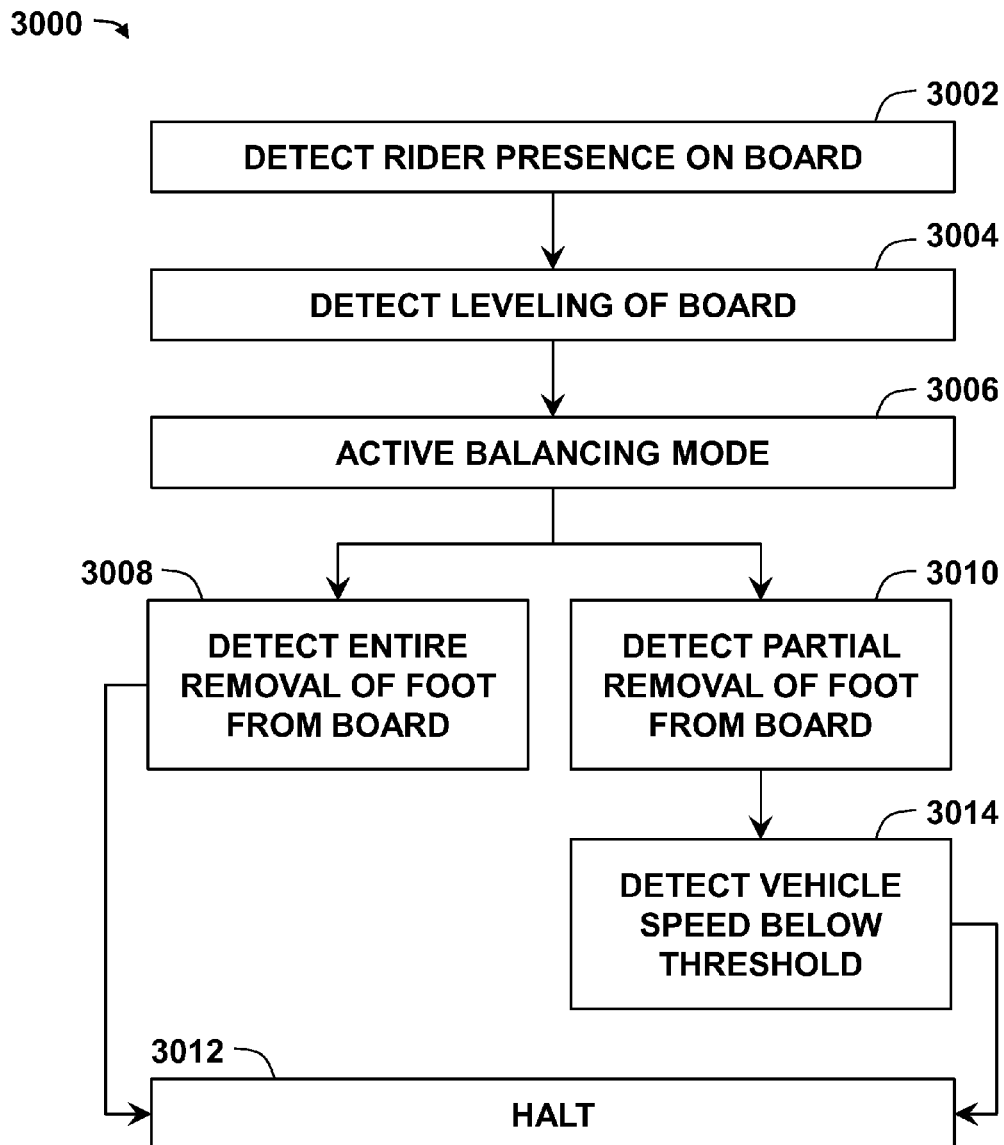 3000
3002
DETECT RIDER PRESENCE ON BOARD
3004
DETECT LEVELING OF BOARD
3006
ACTIVE BALANCING MODE
3008
DETECT ENTIRE
REMOVAL OF FOOT
FROM BOARD
3010
DETECT PARTIAL
REMOVAL OF FOOT
FROM BOARD
3014
DETECT VEHICLE
SPEED BELOW
THRESHOLD
3012
HALT